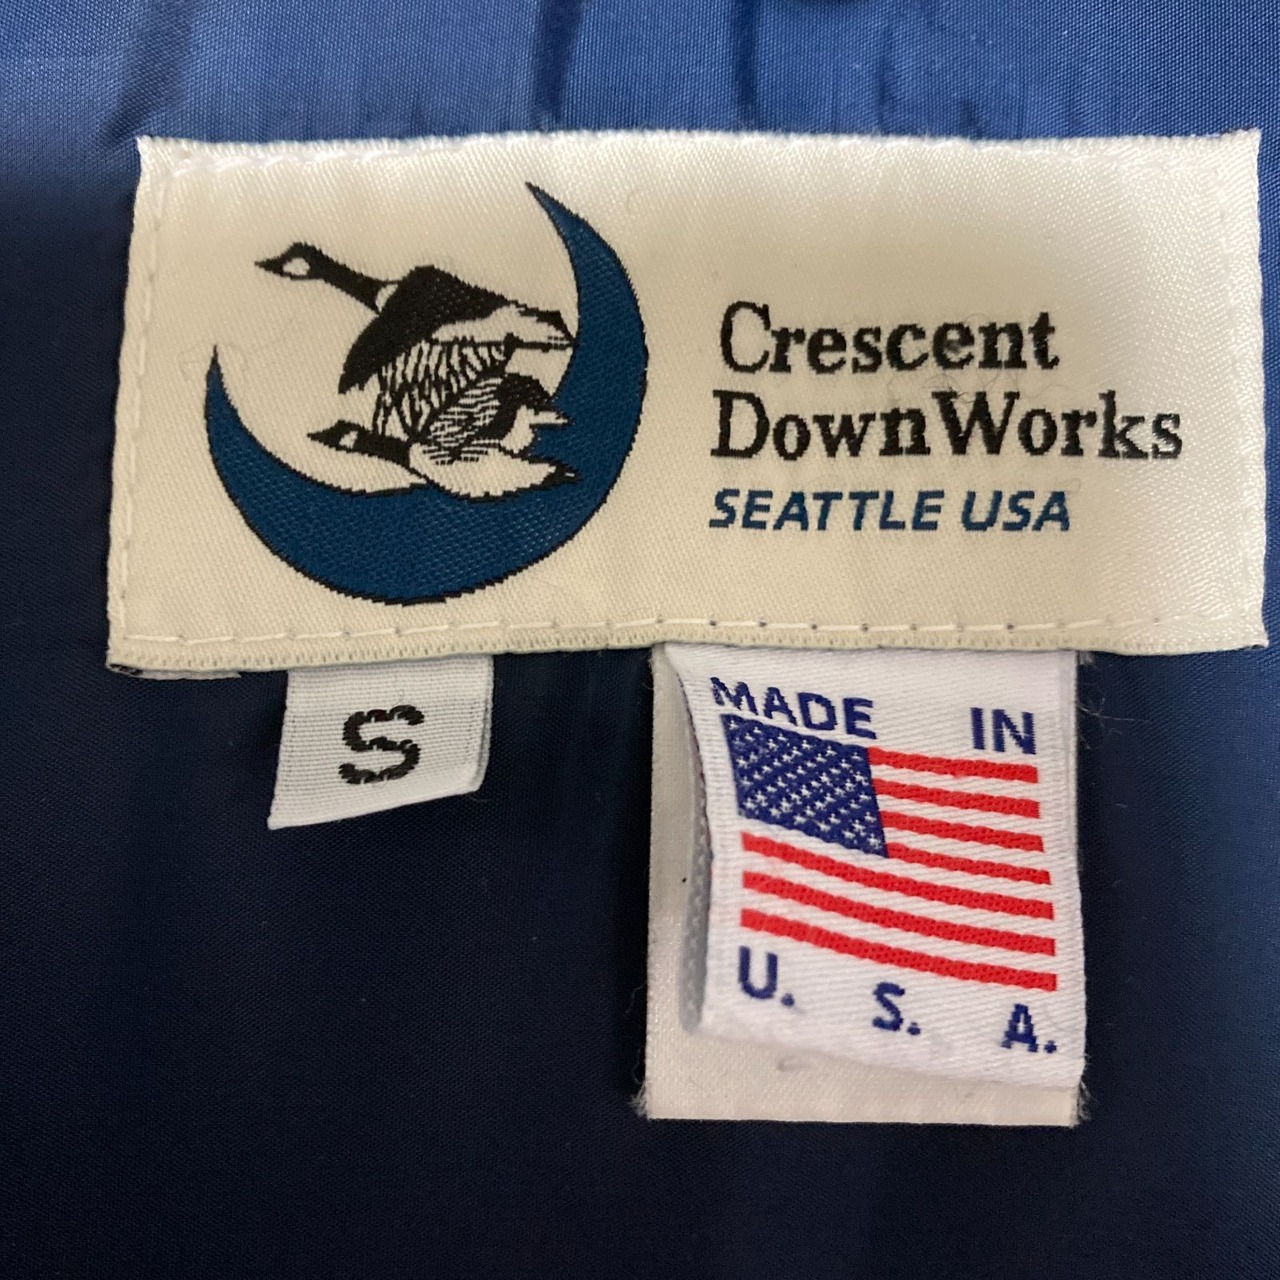 Crescent
DownWorks
SEATTLE USA
S
MADE IN
U. S. A.